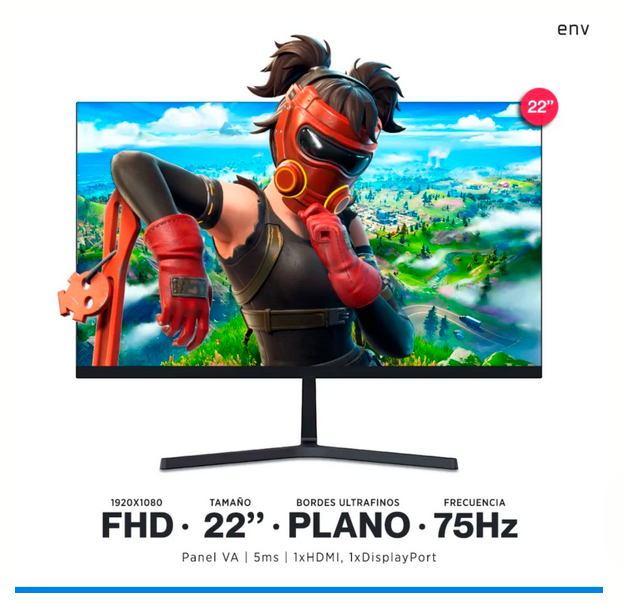 env
22”
1920X1080 TAMAÑO BORDES ULTRAFINOS FRECUENCIA
FHD · 22” · PLANO · 75Hz
Panel VA | 5ms | 1xHDMI, 1xDisplayPort